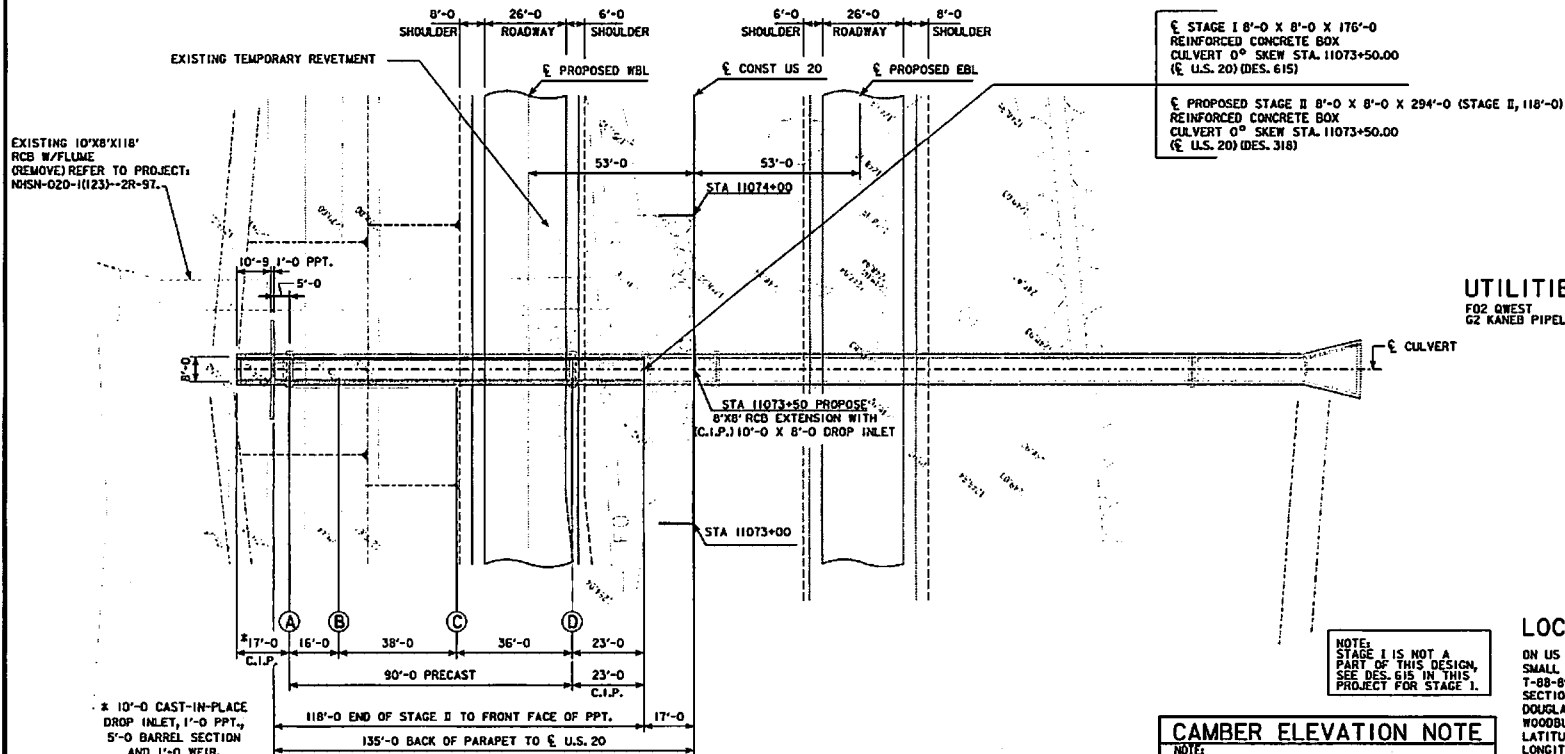 8'-0
SHOULDER
26'-0
ROADWAY
6'-0
SHOULDER
6'-0
SHOULDER
26'-0
ROADWAY
8'-0
SHOULDER
EXISTING TEMPORARY REVETMENT
℄ PROPOSED WBL
℄ CONST US 20
℄ PROPOSED EBL
℄ STAGE I 8'-0 X 8'-0 X 176'-0
REINFORCED CONCRETE BOX
CULVERT 0° SKEW STA. 11073+50.00
(℄ U.S. 20) (DES. 615)
℄ PROPOSED STAGE II 8'-0 X 8'-0 X 294'-0 (STAGE II, 118'-0)
REINFORCED CONCRETE BOX
CULVERT 0° SKEW STA. 11073+50.00
(℄ U.S. 20) (DES. 318)
EXISTING 10'X8'X118'
RCB W/FLUME
(REMOVE) REFER TO PROJECT:
NHSN-020-1(123)--2R-97.
53'-0
53'-0
STA 11074+00
10'-9
1'-0 PPT.
5'-0
UTILITIE
FO2 QWEST
G2 KANEB PIPEL
8'-0
℄ CULVERT
STA 11073+50 PROPOSE
8'X8' RCB EXTENSION WITH
(C.I.P.) 10'-0 X 8'-0 DROP INLET
STA 11073+00
A
B
C
D
*17'-0
C.I.P.
16'-0
38'-0
36'-0
23'-0
90'-0 PRECAST
23'-0
C.I.P.
* 10'-0 CAST-IN-PLACE
DROP INLET, 1'-0 PPT.,
5'-0 BARREL SECTION
AND 1'-0 WEIR.
118'-0 END OF STAGE II TO FRONT FACE OF PPT.
17'-0
135'-0 BACK OF PARAPET TO ℄ U.S. 20
NOTE:
STAGE I IS NOT A
PART OF THIS DESIGN,
SEE DES. 615 IN THIS
PROJECT FOR STAGE I.
LOC
ON US
SMALL
T-88-8
SECTIO
DOUGLA
WOODBU
LATITU
LONGIT
CAMBER ELEVATION NOTE
NOTE: